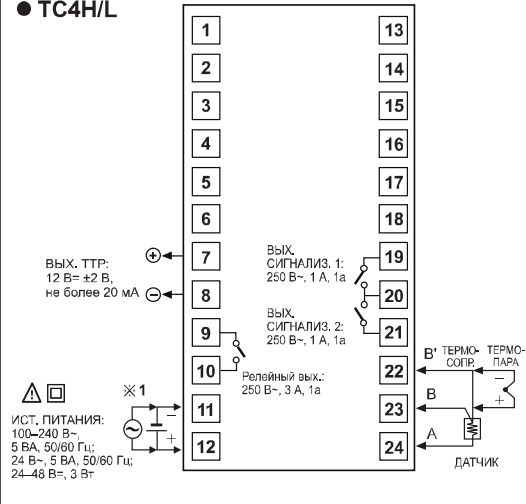 ● TC4H/L
1 13
2 14
3 15
4 16
5 17
6 18
7 19
8 20
9 21
10 22
11 23
12 24
ВЫХ. ТТР:
12 В= ±2 В,
не более 20 мА
+
−
ВЫХ.
СИГНАЛИЗ. 1:
250 В~, 1 А, 1а
ВЫХ.
СИГНАЛИЗ. 2:
250 В~, 1 А, 1а
Релейный вых.:
250 В~, 3 А, 1а
※1
−
+
ИСТ. ПИТАНИЯ:
100–240 В~,
5 ВА, 50/60 Гц;
24 В~, 5 ВА, 50/60 Гц;
24–48 В=, 3 Вт
B' ТЕРМО-
СОПР.
ТЕРМО-
ПАРА
−
+
B
A
ДАТЧИК